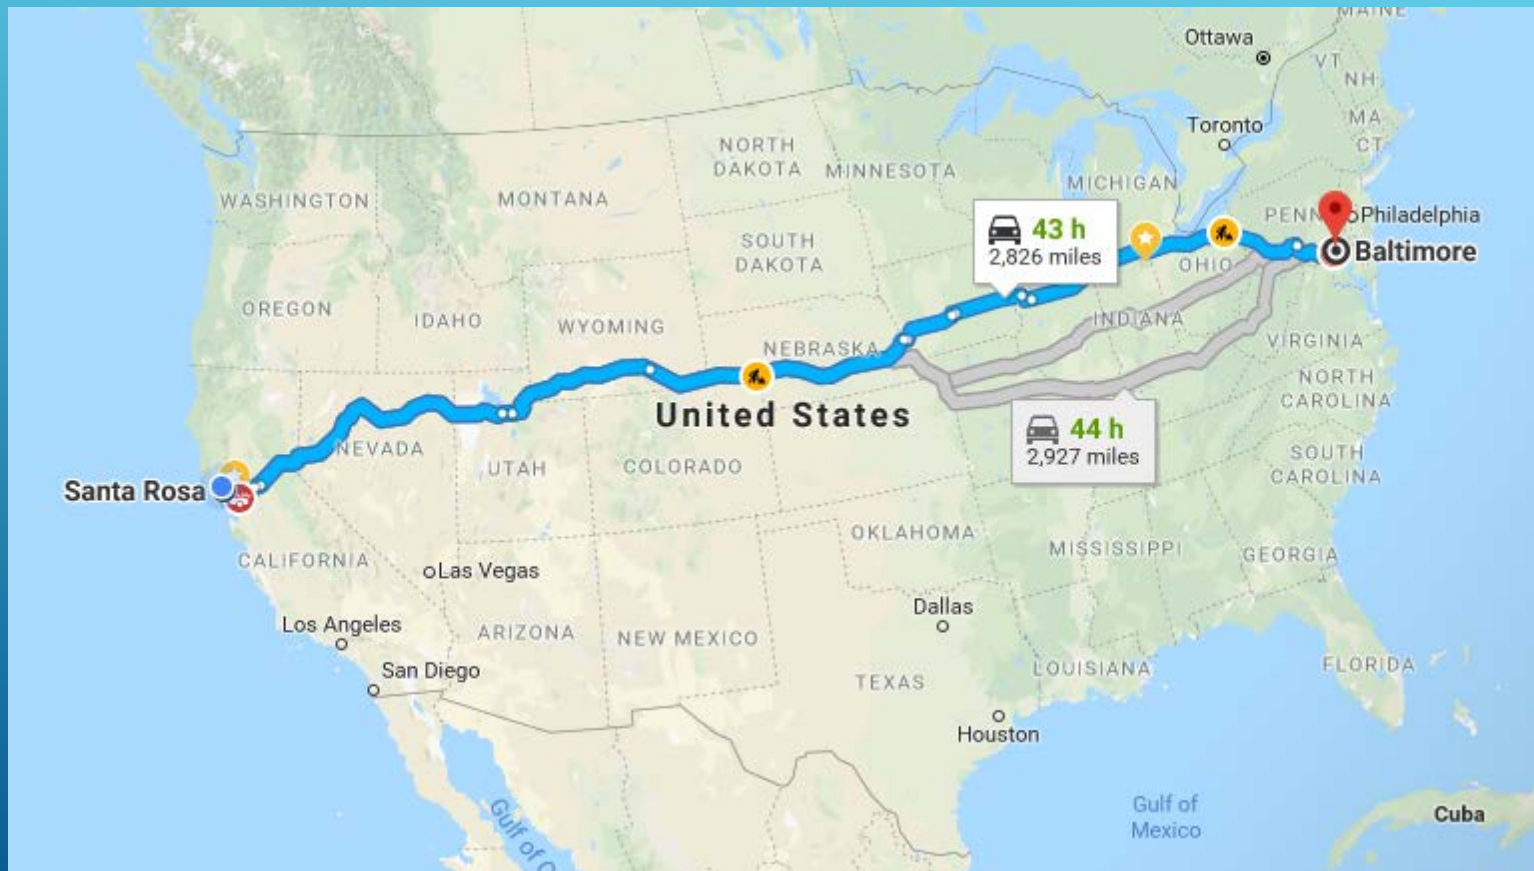 MAINE
Ottawa
VT
NH
Toronto
MA
CT
NORTH
DAKOTA
MINNESOTA
MICHIGAN
WASHINGTON
MONTANA
PENN
Philadelphia
43 h
2,826 miles
SOUTH
DAKOTA
OHIO
Baltimore
OREGON
IDAHO
WYOMING
NEBRASKA
INDIANA
VIRGINIA
NORTH
CAROLINA
United States
44 h
2,927 miles
NEVADA
UTAH
COLORADO
SOUTH
CAROLINA
Santa Rosa
OKLAHOMA
MISSISSIPPI
GEORGIA
CALIFORNIA
Las Vegas
Dallas
Los Angeles
ARIZONA
NEW MEXICO
San Diego
TEXAS
LOUISIANA
FLORIDA
Houston
Gulf of
Mexico
Gulf of C
Cuba